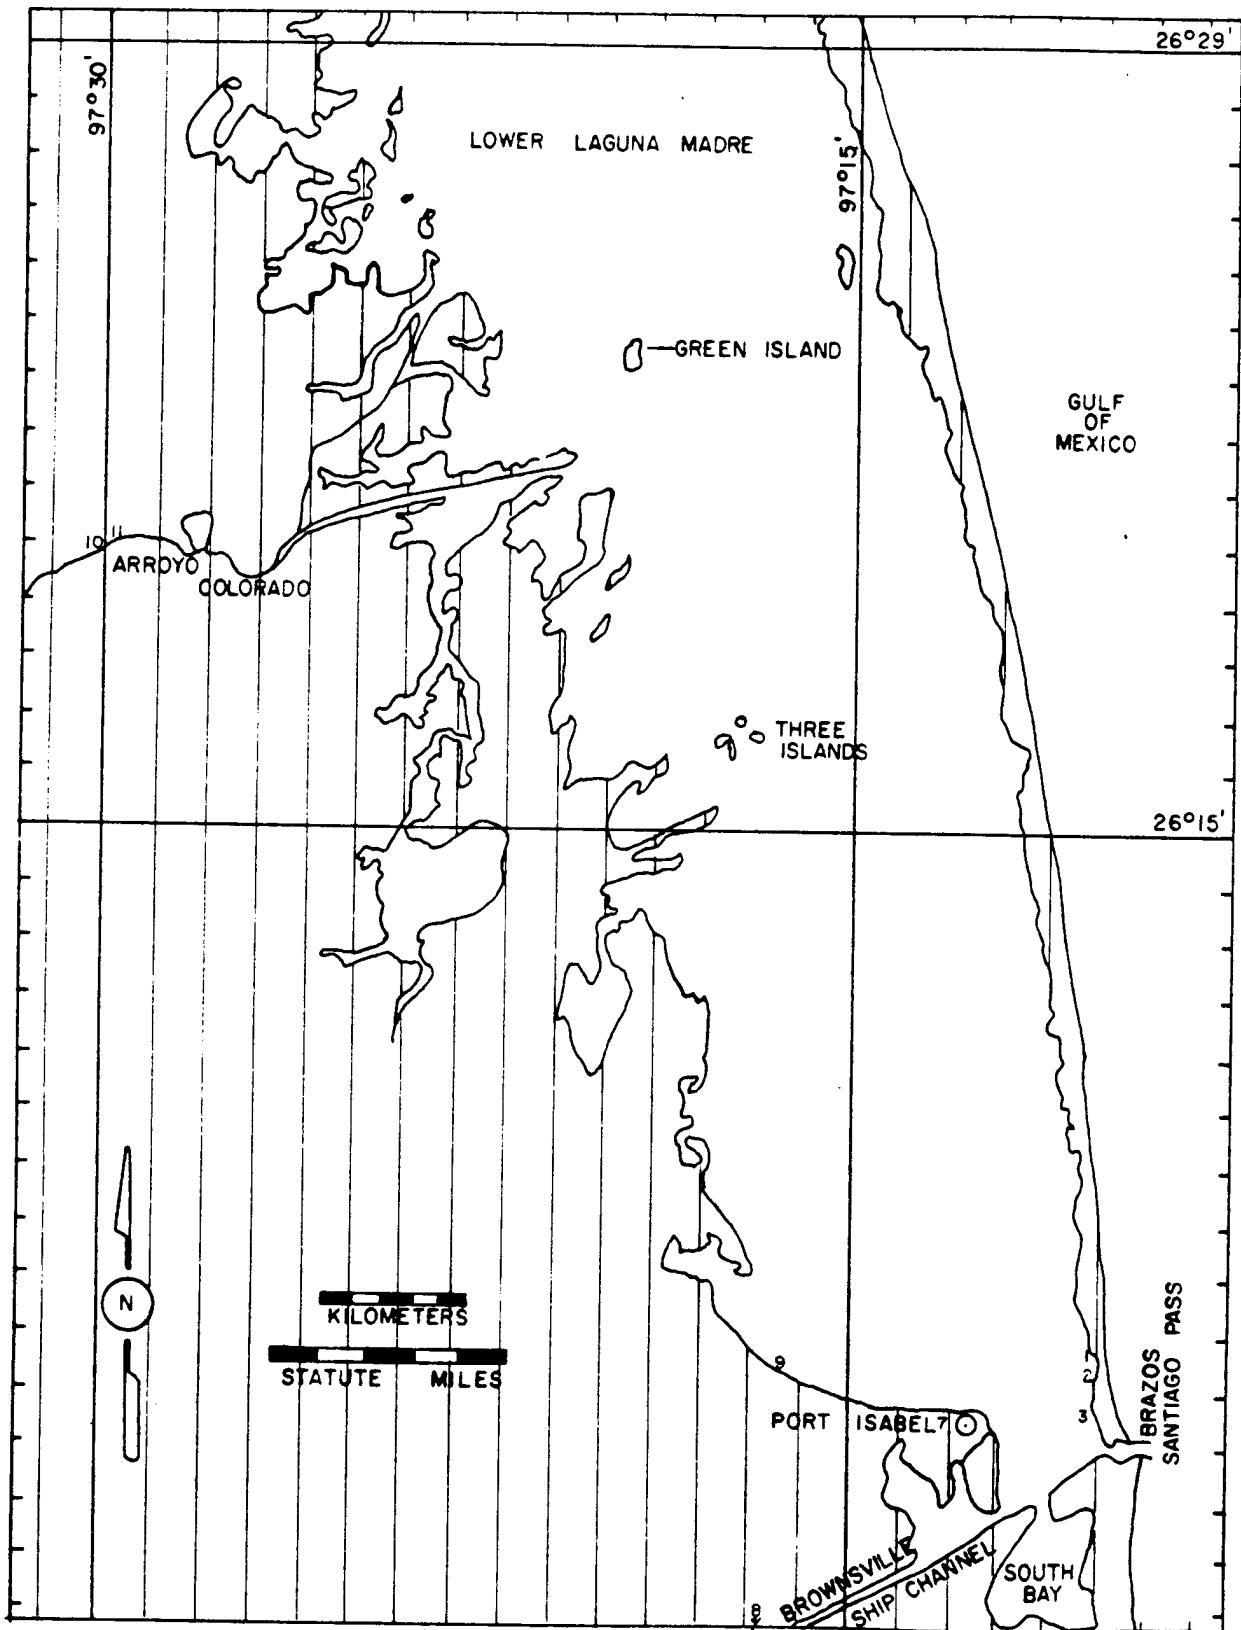 26°29'
97°30'
LOWER LAGUNA MADRE
97°15'
GREEN ISLAND
GULF
OF
MEXICO
10
11
ARROYO
COLORADO
THREE
ISLANDS
26°15'
N
KILOMETERS
STATUTE MILES
9
2
3
BRAZOS
SANTIAGO PASS
PORT ISABEL
7
8
BROWNSVILLE
SHIP CHANNEL
SOUTH
BAY